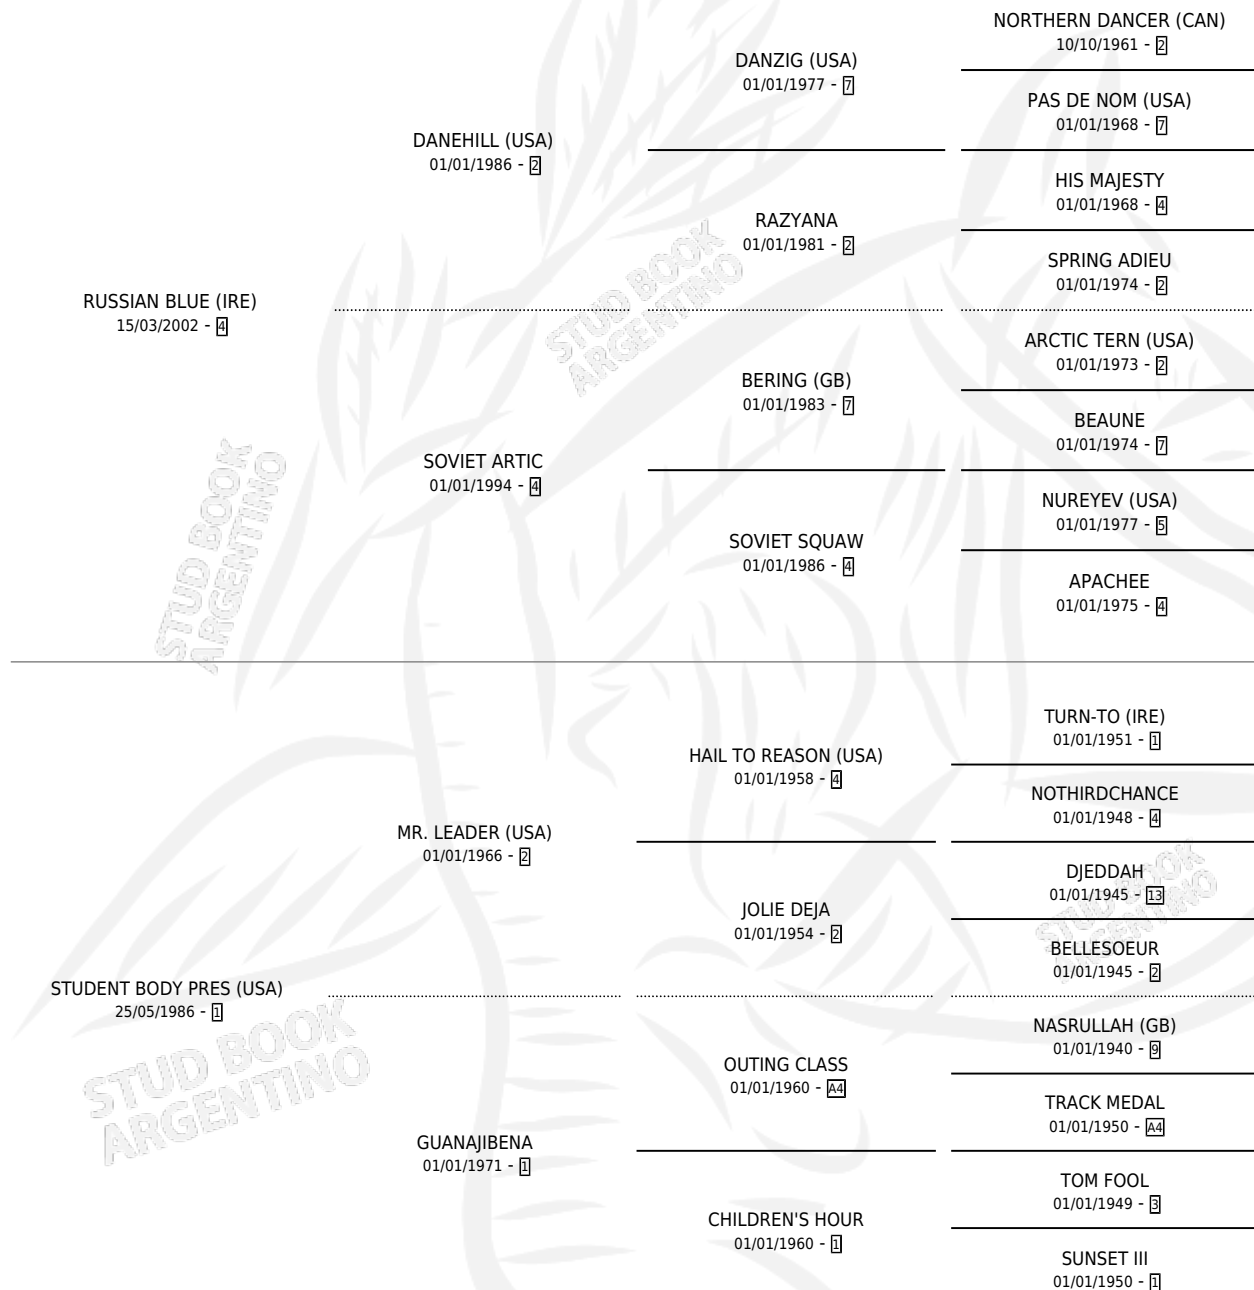 NORTHERN DANCER (CAN)
10/10/1961 - 2
DANZIG (USA)
01/01/1977 - 7
PAS DE NOM (USA)
01/01/1968 - 7
DANEHILL (USA)
01/01/1986 - 2
HIS MAJESTY
01/01/1968 - 4
RAZYANA
01/01/1981 - 2
SPRING ADIEU
01/01/1974 - 2
RUSSIAN BLUE (IRE)
15/03/2002 - 4
STUD BOOK
ARGENTINO
ARCTIC TERN (USA)
01/01/1973 - 2
BERING (GB)
01/01/1983 - 7
BEAUNE
01/01/1974 - 7
SOVIET ARTIC
01/01/1994 - 4
NUREYEV (USA)
01/01/1977 - 5
SOVIET SQUAW
01/01/1986 - 4
APACHEE
01/01/1975 - 4
STUD BOOK
ARGENTINO
TURN-TO (IRE)
01/01/1951 - 1
HAIL TO REASON (USA)
01/01/1958 - 4
NOTHIRDCHANCE
01/01/1948 - 4
MR. LEADER (USA)
01/01/1966 - 2
DJEDDAH
01/01/1945 - 13
JOLIE DEJA
01/01/1954 - 2
STUD BOOK
ARGENTINO
BELLESOEUR
01/01/1945 - 2
STUDENT BODY PRES (USA)
25/05/1986 - 1
STUD BOOK
ARGENTINO
NASRULLAH (GB)
01/01/1940 - 9
OUTING CLASS
01/01/1960 - A4
TRACK MEDAL
01/01/1950 - A4
GUANAJIBENA
01/01/1971 - 1
TOM FOOL
01/01/1949 - 3
CHILDREN'S HOUR
01/01/1960 - 1
SUNSET III
01/01/1950 - 1